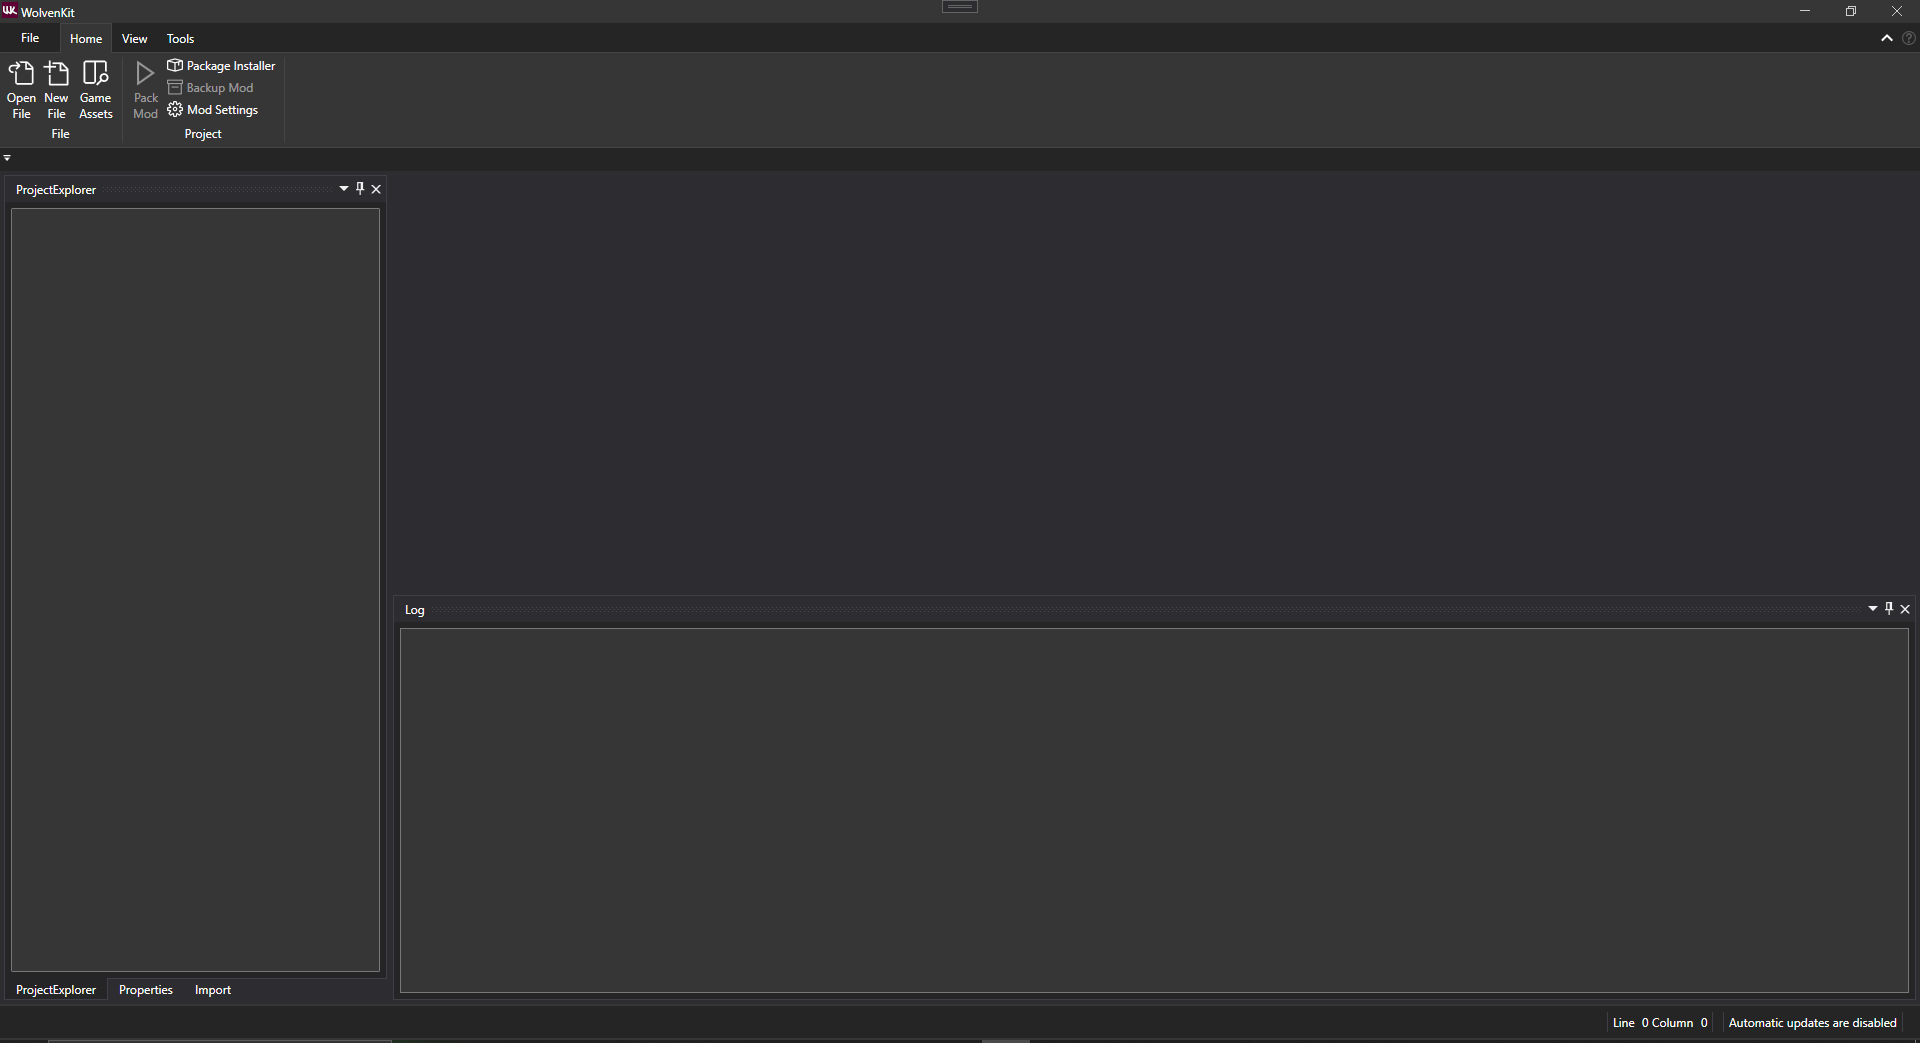 WolvenKit
File Home View Tools
Open File
New File
Game Assets
File
Pack Mod
Package Installer
Backup Mod
Mod Settings
Project
ProjectExplorer
Log
ProjectExplorer Properties Import
Line 0 Column 0 Automatic updates are disabled